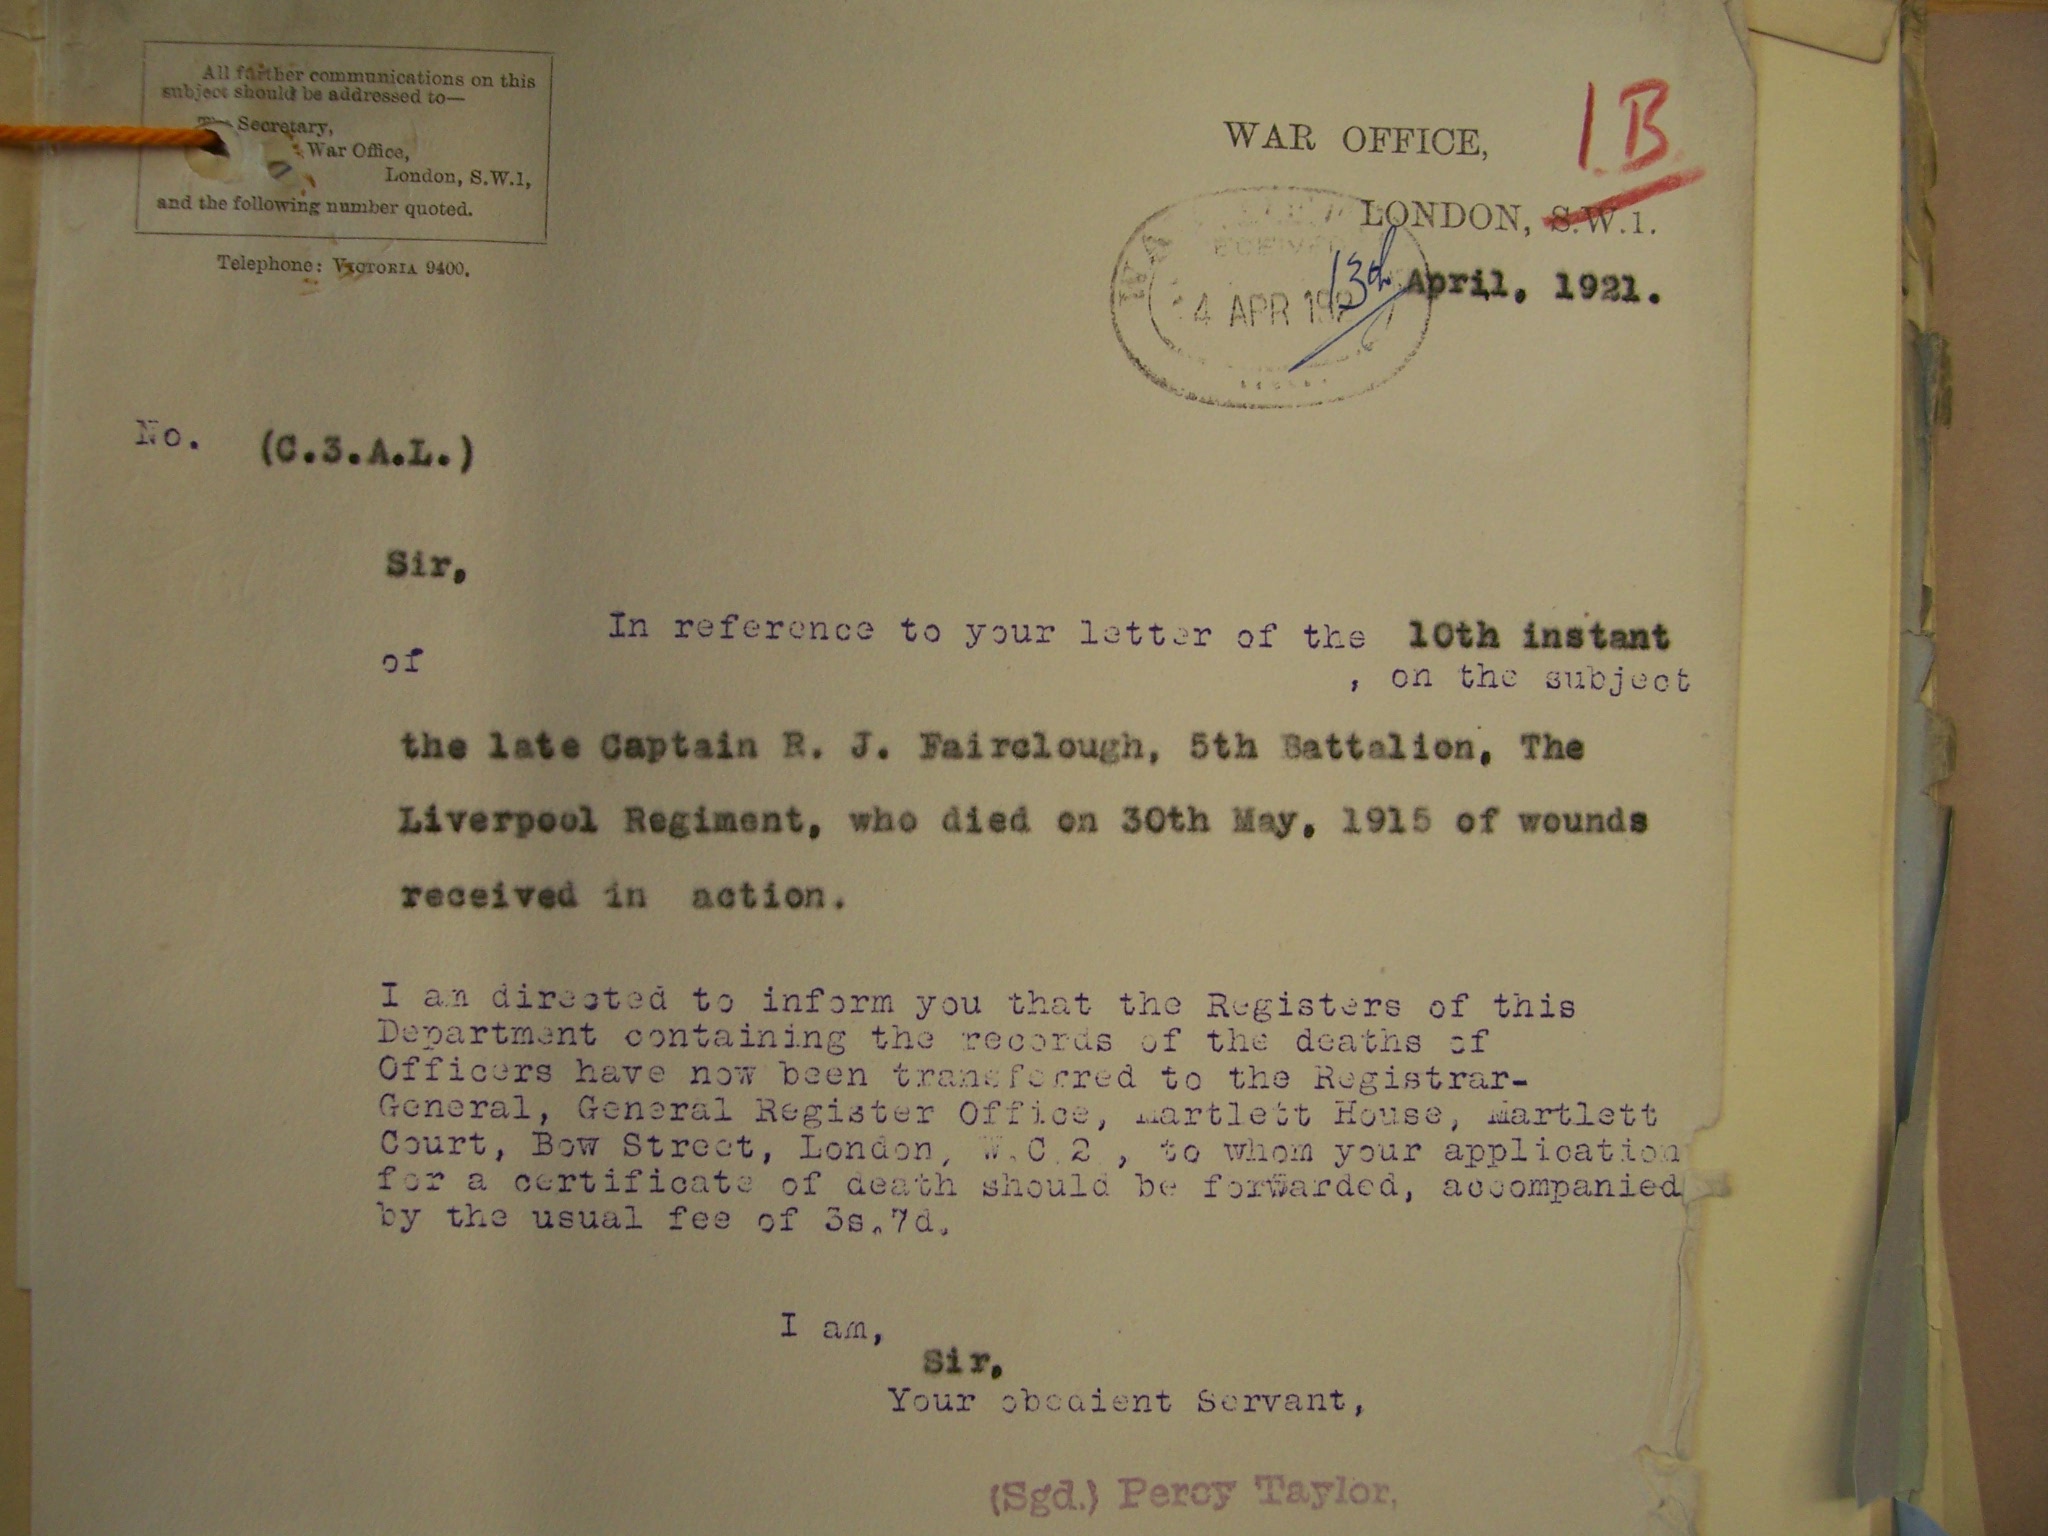 All further communications on this
subject should be addressed to—
The Secretary,
War Office,
London, S.W.1,
and the following number quoted.
Telephone: VICTORIA 9400.
1B
WAR OFFICE,
LONDON, S.W.1.
13th April, 1921.
4 APR 192
No. (C.3.A.L.)
Sir,
In reference to your letter of the 10th instant
of
, on the subject
the late Captain R. J. Fairclough, 5th Battalion, The
Liverpool Regiment, who died on 30th May, 1915 of wounds
received in action.
I am directed to inform you that the Registers of this
Department containing the records of the deaths of
Officers have now been transferred to the Registrar-
General, General Register Office, Martlett House, Martlett
Court, Bow Street, London, W.C.2, to whom your application
for a certificate of death should be forwarded, accompanied
by the usual fee of 3s.7d.
I am,
Sir,
Your obedient Servant,
(Sgd.) Percy Taylor,